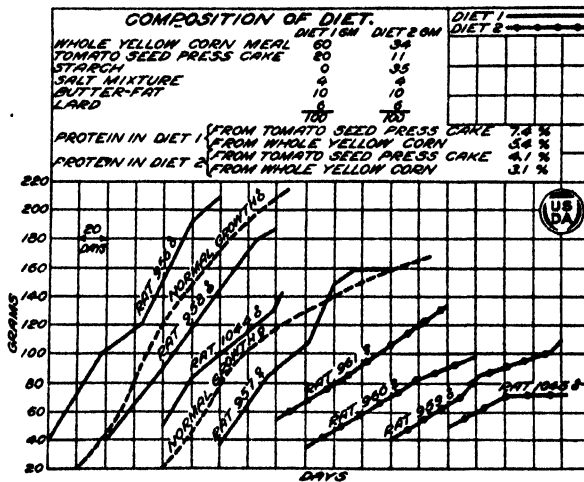 COMPOSITION OF DIET.
DIET 1 GM DIET 2 GM
WHOLE YELLOW CORN MEAL 60 34
TOMATO SEED PRESS CAKE 20 11
STARCH 0 35
SALT MIXTURE 4 4
BUTTER-FAT 10 10
LARD 6 6
100 100
DIET 1
DIET 2
PROTEIN IN DIET 1 FROM TOMATO SEED PRESS CAKE 7.4 %
FROM WHOLE YELLOW CORN 5.4 %
PROTEIN IN DIET 2 FROM TOMATO SEED PRESS CAKE 4.1 %
FROM WHOLE YELLOW CORN 3.1 %
220
200
180
160
140
120
100
80
60
40
20
GRAMS
20
DAYS
RAT 956 ♂
NORMAL GROWTH ♂
RAT 958 ♂
RAT 1044 ♂
NORMAL GROWTH ♀
RAT 957 ♂
RAT 961 ♂
RAT 960 ♂
RAT 959 ♂
RAT 1045 ♂
DAYS
US
DA